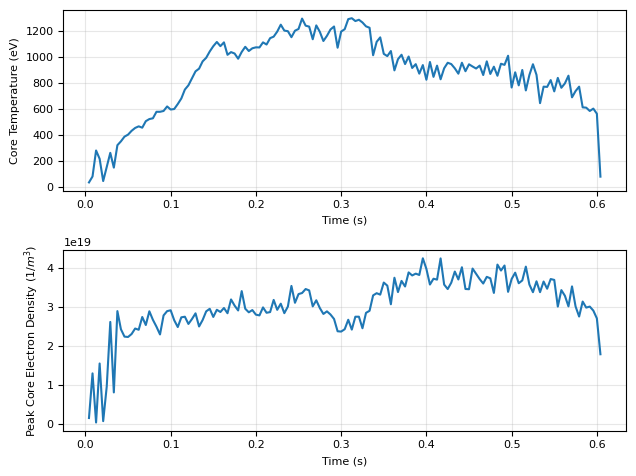 1200
1000
800
600
400
200
0
Core Temperature (eV)
0.0 0.1 0.2 0.3 0.4 0.5 0.6
Time (s)
1e19
4
3
2
1
0
Peak Core Electron Density (1/m³)
0.0 0.1 0.2 0.3 0.4 0.5 0.6
Time (s)